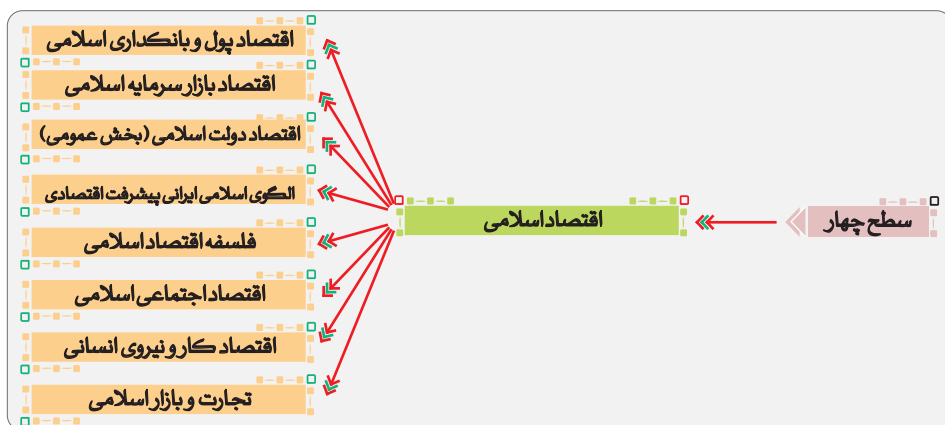 سطح چهار
اقتصاد اسلامی
اقتصاد پول و بانکداری اسلامی
اقتصاد بازار سرمایه اسلامی
اقتصاد دولت اسلامی (بخش عمومی)
الگوی اسلامی ایرانی پیشرفت اقتصادی
فلسفه اقتصاد اسلامی
اقتصاد اجتماعی اسلامی
اقتصاد کار و نیروی انسانی
تجارت و بازار اسلامی